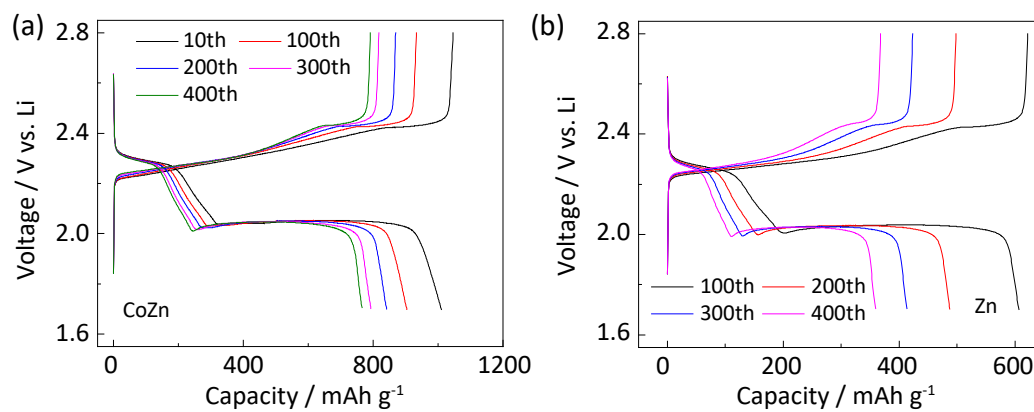 (a)
2.8
2.4
2.0
1.6
Voltage / V vs. Li
10th 100th
200th 300th
400th
CoZn
0 400 800 1200
Capacity / mAh g⁻¹
(b)
2.8
2.4
2.0
1.6
Voltage / V vs. Li
100th 200th
300th 400th
Zn
0 200 400 600
Capacity / mAh g⁻¹